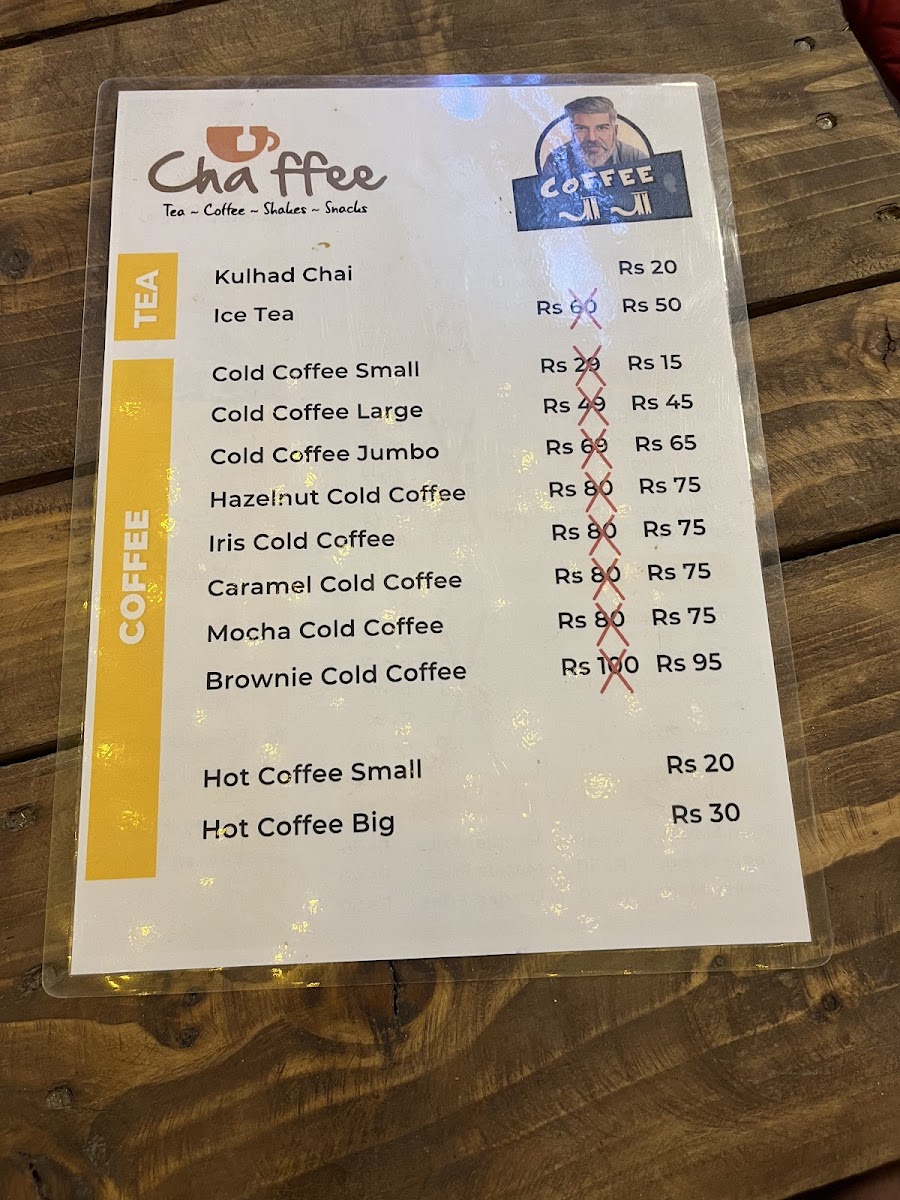 Chaffee
Tea ~ Coffee ~ Shakes ~ Snacks
COFFEE
TEA
Kulhad Chai Rs 20
Ice Tea Rs 60 Rs 50
COFFEE
Cold Coffee Small Rs 29 Rs 15
Cold Coffee Large Rs 49 Rs 45
Cold Coffee Jumbo Rs 69 Rs 65
Hazelnut Cold Coffee Rs 80 Rs 75
Iris Cold Coffee Rs 80 Rs 75
Caramel Cold Coffee Rs 80 Rs 75
Mocha Cold Coffee Rs 80 Rs 75
Brownie Cold Coffee Rs 100 Rs 95
Hot Coffee Small Rs 20
Hot Coffee Big Rs 30